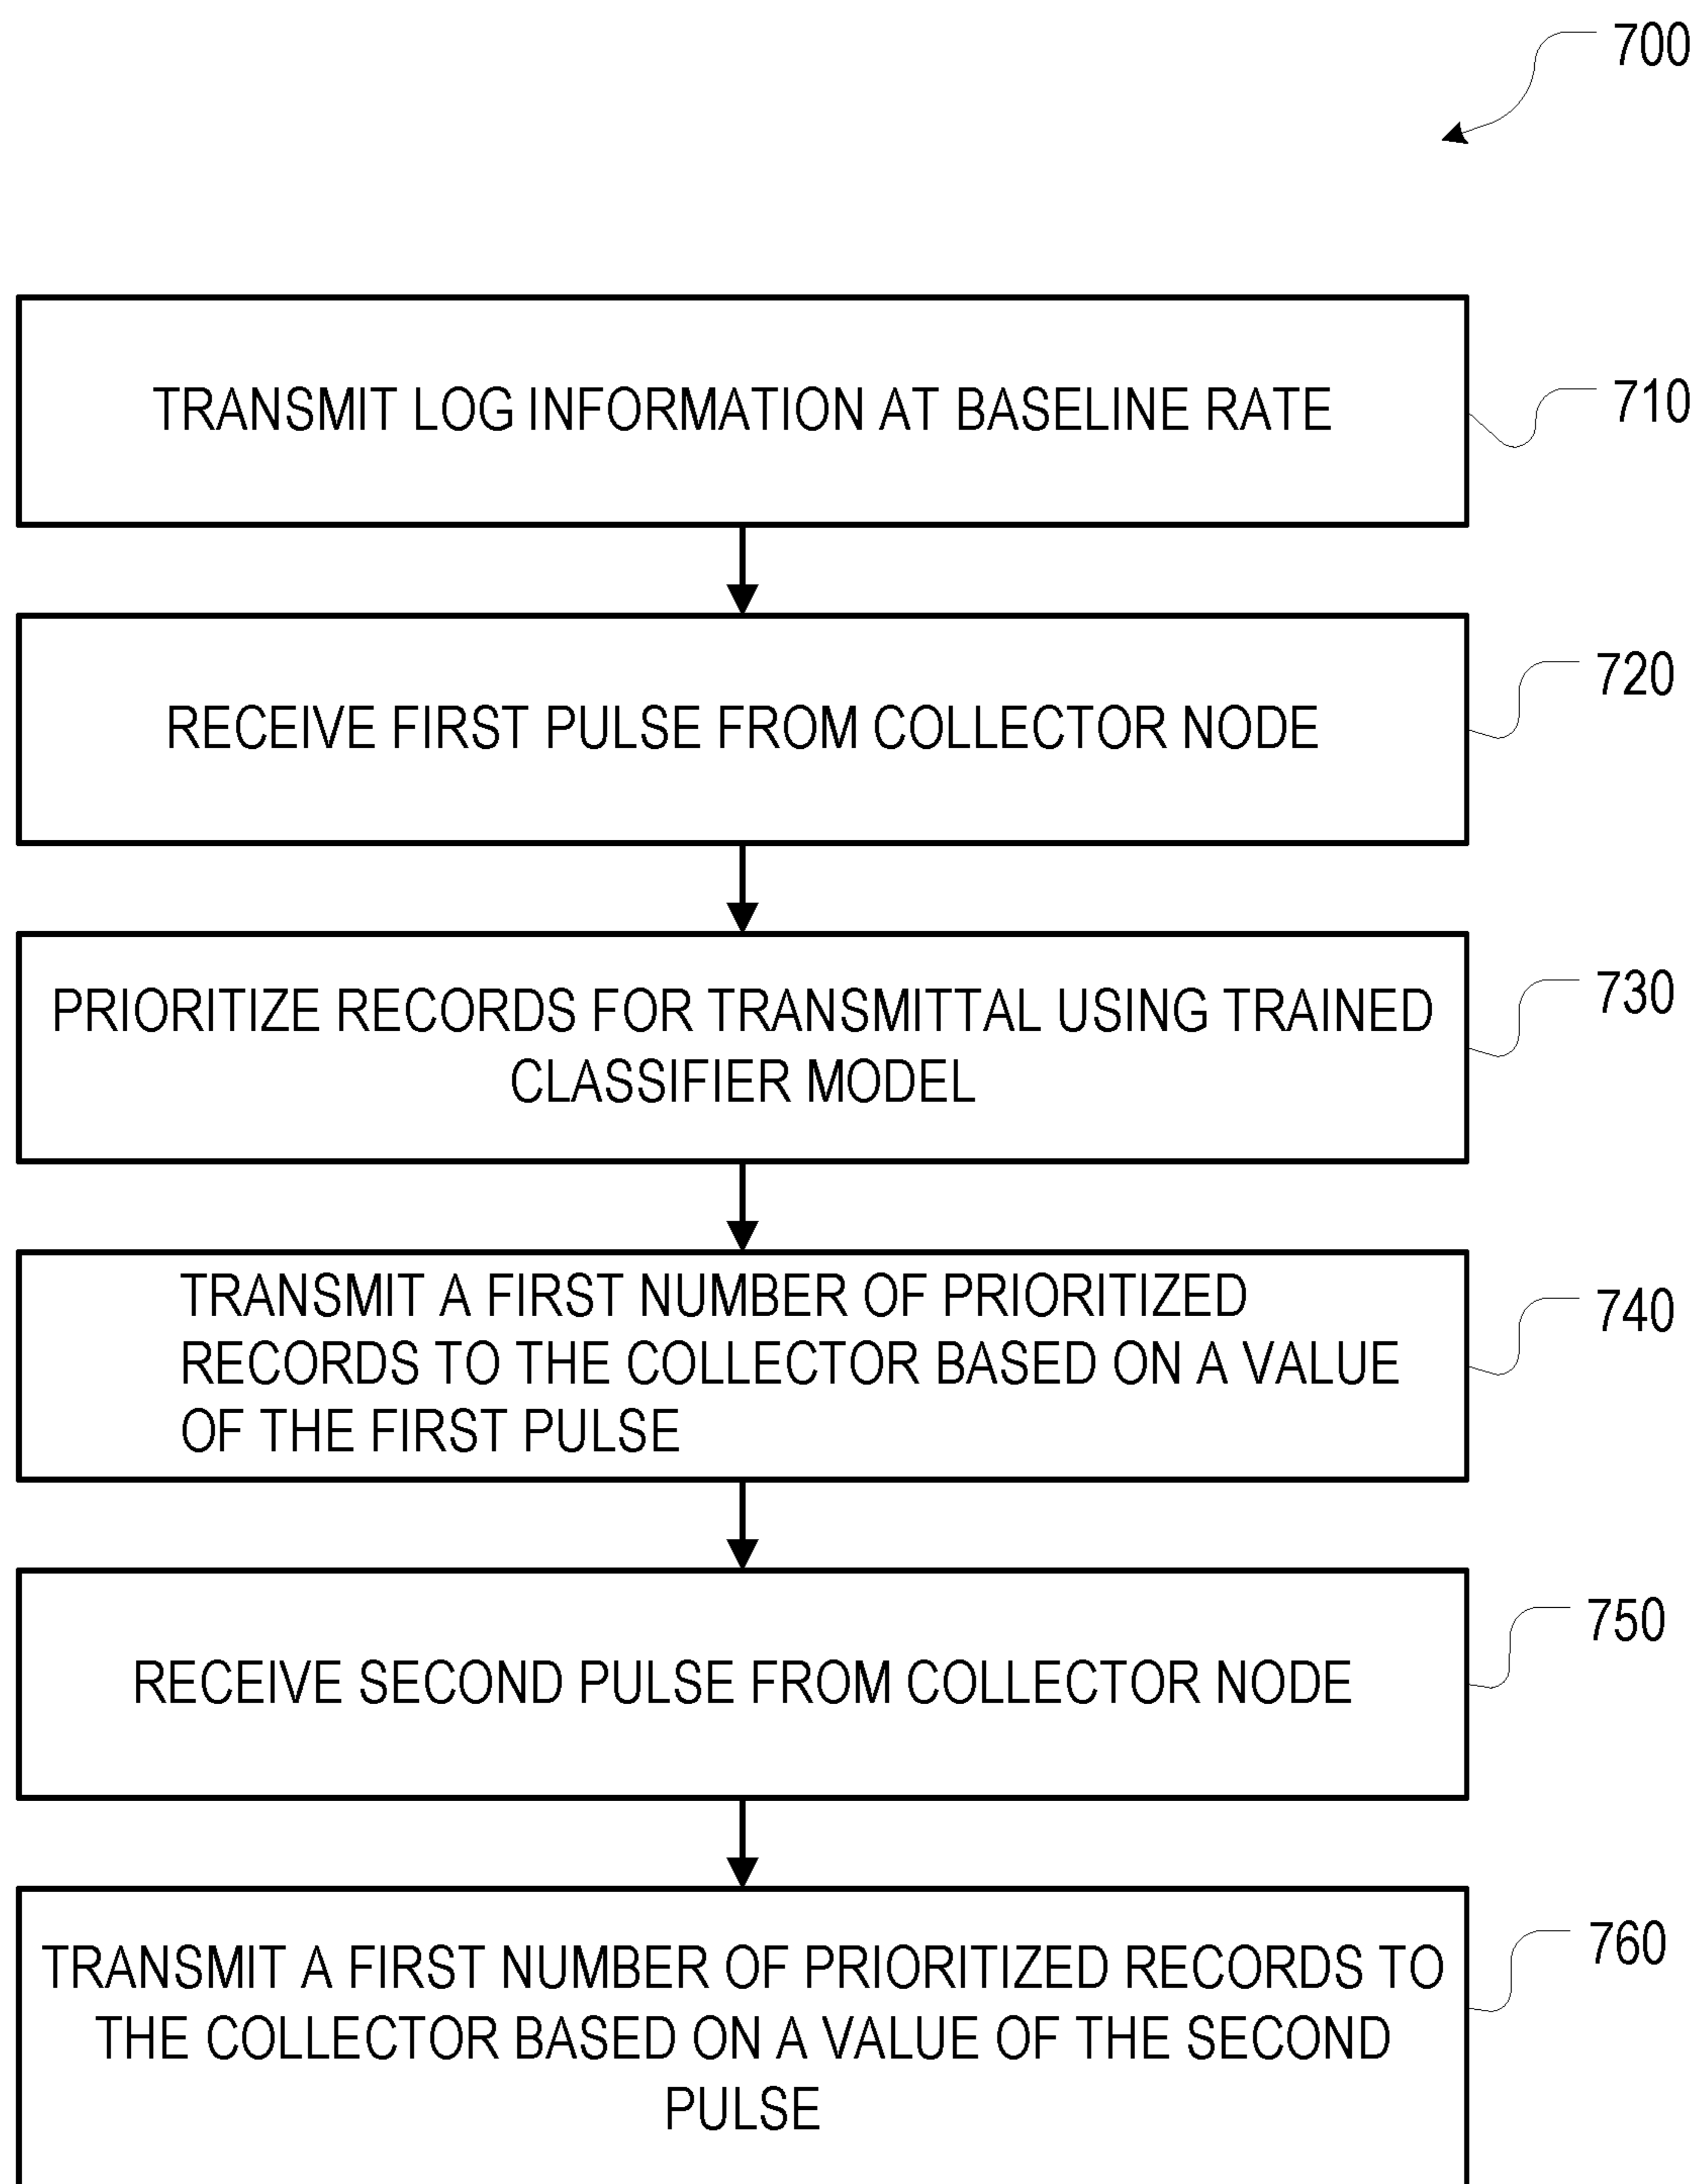 700
TRANSMIT LOG INFORMATION AT BASELINE RATE
710
RECEIVE FIRST PULSE FROM COLLECTOR NODE
720
PRIORITIZE RECORDS FOR TRANSMITTAL USING TRAINED
CLASSIFIER MODEL
730
TRANSMIT A FIRST NUMBER OF PRIORITIZED
RECORDS TO THE COLLECTOR BASED ON A VALUE
OF THE FIRST PULSE
740
RECEIVE SECOND PULSE FROM COLLECTOR NODE
750
TRANSMIT A FIRST NUMBER OF PRIORITIZED RECORDS TO
THE COLLECTOR BASED ON A VALUE OF THE SECOND
PULSE
760